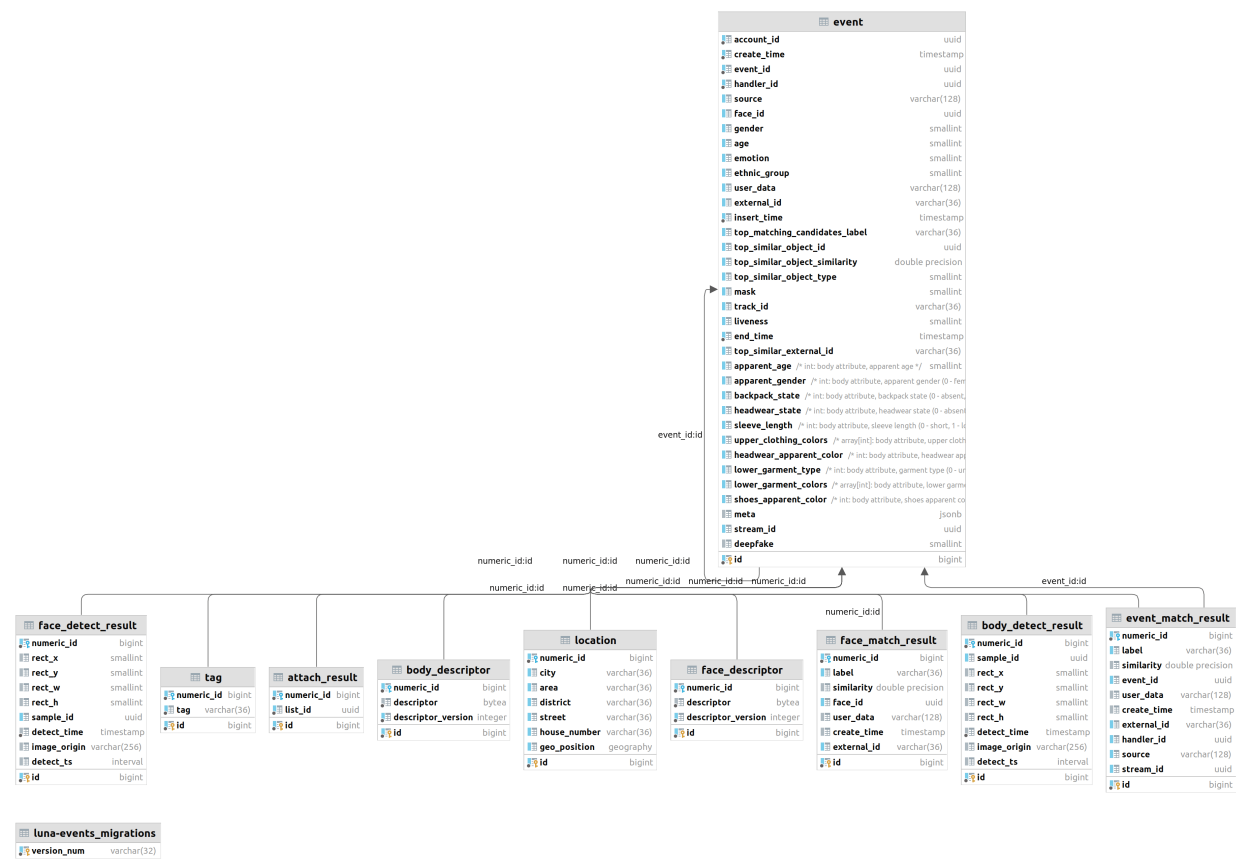 event
account_id uuid
create_time timestamp
event_id uuid
handler_id uuid
source varchar(128)
face_id uuid
gender smallint
age smallint
emotion smallint
ethnic_group smallint
user_data varchar(128)
external_id varchar(36)
insert_time timestamp
top_matching_candidates_label varchar(36)
top_similar_object_id uuid
top_similar_object_similarity double precision
top_similar_object_type smallint
mask smallint
track_id varchar(36)
liveness smallint
end_time timestamp
top_similar_external_id varchar(36)
apparent_age /* int: body attribute, apparent age */ smallint
apparent_gender /* int: body attribute, apparent gender (0 - fem
backpack_state /* int: body attribute, backpack state (0 - absent,
headwear_state /* int: body attribute, headwear state (0 - absent
sleeve_length /* int: body attribute, sleeve length (0 - short, 1 - lo
upper_clothing_colors /* array[int]: body attribute, upper cloth
headwear_apparent_color /* int: body attribute, headwear app
lower_garment_type /* int: body attribute, garment type (0 - un
lower_garment_colors /* array[int]: body attribute, lower garme
shoes_apparent_color /* int: body attribute, shoes apparent co
meta jsonb
stream_id uuid
deepfake smallint
id bigint
event_id:id
numeric_id:id numeric_id:id numeric_id:id
numeric_id:id numeric_id:id numeric_id:id
numeric_id:id numeric_id:id
event_id:id
numeric_id:id
face_detect_result
numeric_id bigint
rect_x smallint
rect_y smallint
rect_w smallint
rect_h smallint
sample_id uuid
detect_time timestamp
image_origin varchar(256)
detect_ts interval
id bigint
tag
numeric_id bigint
tag varchar(36)
id bigint
attach_result
numeric_id bigint
list_id uuid
id bigint
body_descriptor
numeric_id bigint
descriptor bytea
descriptor_version integer
id bigint
location
numeric_id bigint
city varchar(36)
area varchar(36)
district varchar(36)
street varchar(36)
house_number varchar(36)
geo_position geography
id bigint
face_descriptor
numeric_id bigint
descriptor bytea
descriptor_version integer
id bigint
face_match_result
numeric_id bigint
label varchar(36)
similarity double precision
face_id uuid
user_data varchar(128)
create_time timestamp
external_id varchar(36)
id bigint
body_detect_result
numeric_id bigint
sample_id uuid
rect_x smallint
rect_y smallint
rect_w smallint
rect_h smallint
detect_time timestamp
image_origin varchar(256)
detect_ts interval
id bigint
event_match_result
numeric_id bigint
label varchar(36)
similarity double precision
event_id uuid
user_data varchar(128)
create_time timestamp
external_id varchar(36)
handler_id uuid
source varchar(128)
stream_id uuid
id bigint
luna-events_migrations
version_num varchar(32)